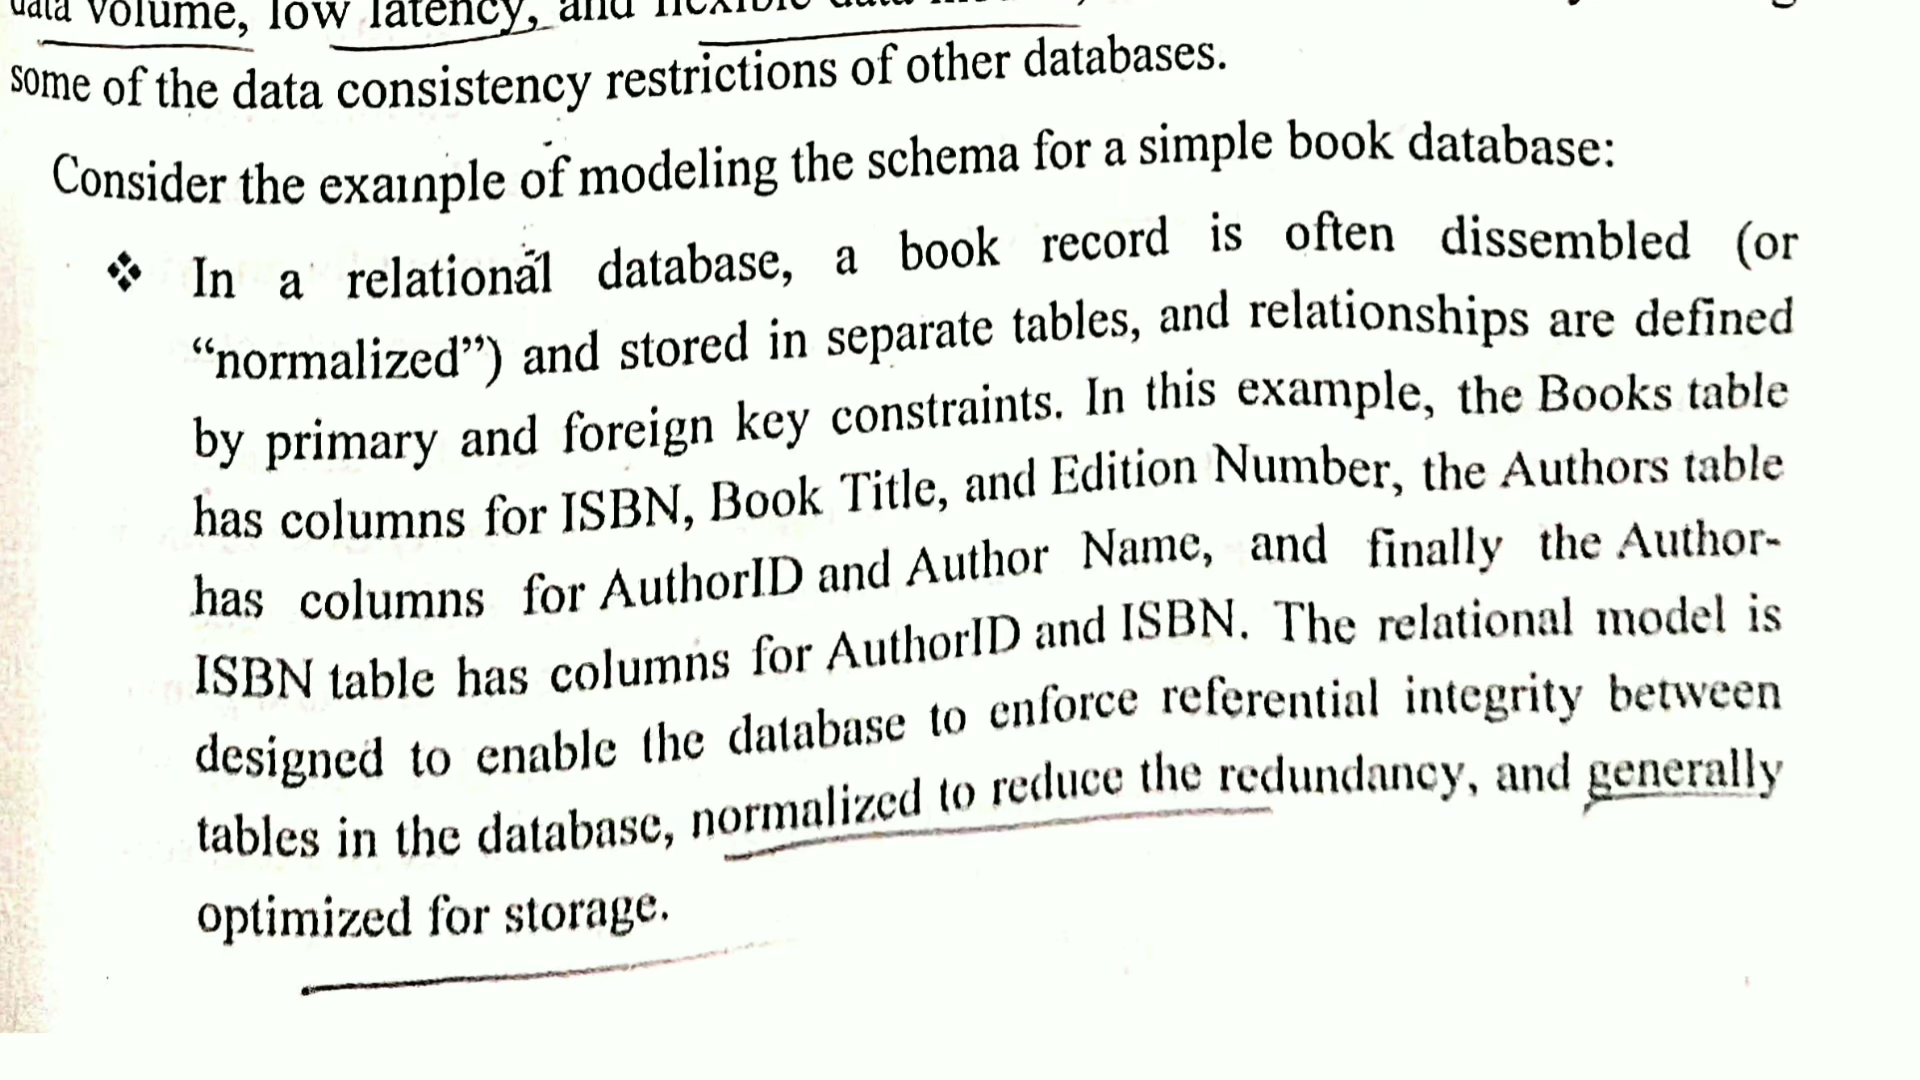 data volume, low latency, and flexible data
some of the data consistency restrictions of other databases.
Consider the example of modeling the schema for a simple book database:
❖ In a relational database, a book record is often dissembled (or
“normalized”) and stored in separate tables, and relationships are defined
by primary and foreign key constraints. In this example, the Books table
has columns for ISBN, Book Title, and Edition Number, the Authors table
has columns for AuthorID and Author Name, and finally the Author-
ISBN table has columns for AuthorID and ISBN. The relational model is
designed to enable the database to enforce referential integrity between
tables in the database, normalized to reduce the redundancy, and generally
optimized for storage.